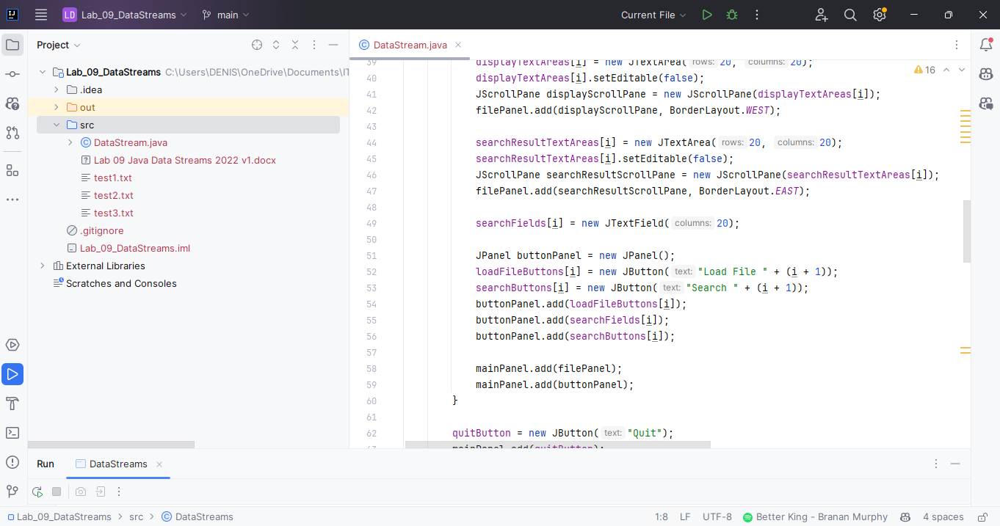 LD Lab_09_DataStreams main Current File
Project
DataStream.java
Lab_09_DataStreams C:\Users\DENIS\OneDrive\Documents\IT
.idea
out
src
DataStream.java
Lab 09 Java Data Streams 2022 v1.docx
test1.txt
test2.txt
test3.txt
.gitignore
Lab_09_DataStreams.iml
External Libraries
Scratches and Consoles
16
39 displayTextAreas[i] = new JTextArea( rows: 20, columns: 20);
40 displayTextAreas[i].setEditable(false);
41 JScrollPane displayScrollPane = new JScrollPane(displayTextAreas[i]);
42 filePanel.add(displayScrollPane, BorderLayout.WEST);
43
44 searchResultTextAreas[i] = new JTextArea( rows: 20, columns: 20);
45 searchResultTextAreas[i].setEditable(false);
46 JScrollPane searchResultScrollPane = new JScrollPane(searchResultTextAreas[i]);
47 filePanel.add(searchResultScrollPane, BorderLayout.EAST);
48
49 searchFields[i] = new JTextField( columns: 20);
50
51 JPanel buttonPanel = new JPanel();
52 loadFileButtons[i] = new JButton( text: "Load File " + (i + 1));
53 searchButtons[i] = new JButton( text: "Search " + (i + 1));
54 buttonPanel.add(loadFileButtons[i]);
55 buttonPanel.add(searchFields[i]);
56 buttonPanel.add(searchButtons[i]);
57
58 mainPanel.add(filePanel);
59 mainPanel.add(buttonPanel);
60 }
61
62 quitButton = new JButton( text: "Quit");
63 mainPanel.add(quitButton);
Run DataStreams
Lab_09_DataStreams > src > DataStreams 1:8 LF UTF-8 Better King - Branan Murphy 4 spaces